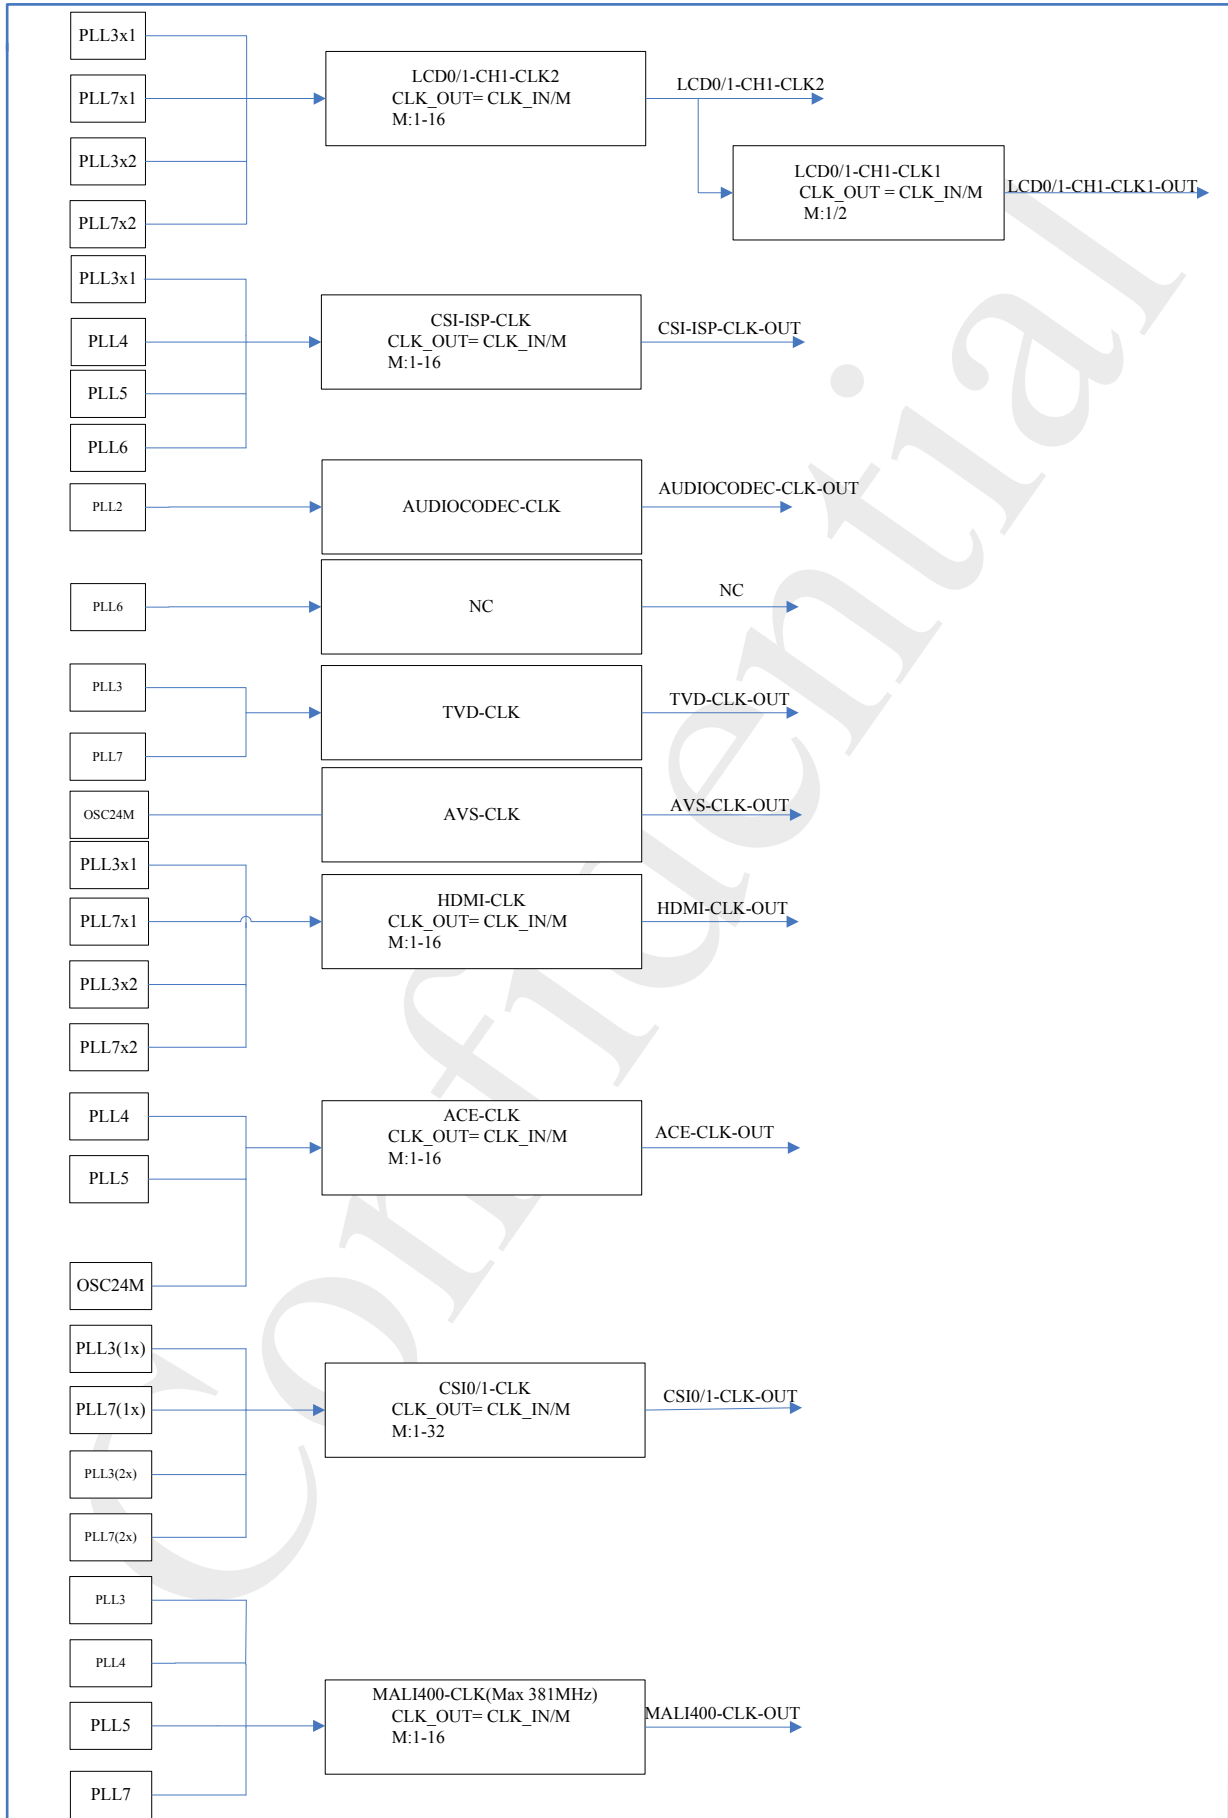 PLL3x1
PLL7x1
PLL3x2
PLL7x2
LCD0/1-CH1-CLK2
CLK_OUT= CLK_IN/M
M:1-16
LCD0/1-CH1-CLK2
LCD0/1-CH1-CLK1
CLK_OUT = CLK_IN/M
M:1/2
LCD0/1-CH1-CLK1-OUT
PLL3x1
PLL4
PLL5
PLL6
CSI-ISP-CLK
CLK_OUT= CLK_IN/M
M:1-16
CSI-ISP-CLK-OUT
PLL2
AUDIOCODEC-CLK
AUDIOCODEC-CLK-OUT
PLL6
NC
NC
PLL3
PLL7
TVD-CLK
TVD-CLK-OUT
OSC24M
AVS-CLK
AVS-CLK-OUT
PLL3x1
PLL7x1
PLL3x2
PLL7x2
HDMI-CLK
CLK_OUT= CLK_IN/M
M:1-16
HDMI-CLK-OUT
PLL4
PLL5
OSC24M
ACE-CLK
CLK_OUT= CLK_IN/M
M:1-16
ACE-CLK-OUT
PLL3(1x)
PLL7(1x)
PLL3(2x)
PLL7(2x)
CSI0/1-CLK
CLK_OUT= CLK_IN/M
M:1-32
CSI0/1-CLK-OUT
PLL3
PLL4
PLL5
PLL7
MALI400-CLK(Max 381MHz)
CLK_OUT= CLK_IN/M
M:1-16
MALI400-CLK-OUT
Confidential